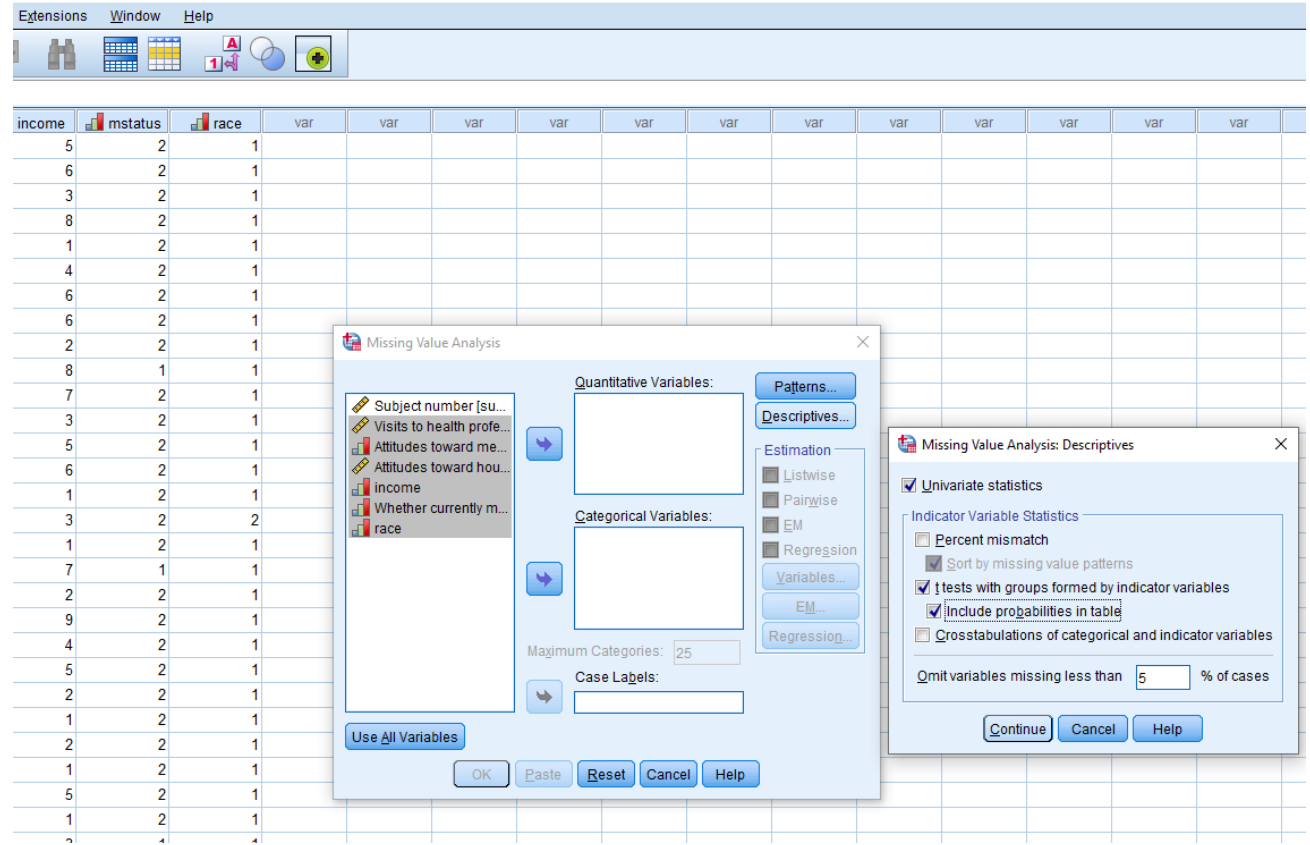 Extensions Window Help
A
1
income mstatus race var var var var var var var var var var var var
5 2 1
6 2 1
3 2 1
8 2 1
1 2 1
4 2 1
6 2 1
6 2 1
2 2 1
8 1 1
7 2 1
3 2 1
5 2 1
6 2 1
1 2 1
3 2 2
1 2 1
7 1 1
2 2 1
9 2 1
4 2 1
5 2 1
2 2 1
1 2 1
2 2 1
1 2 1
5 2 1
1 2 1
Missing Value Analysis
Subject number [su...
Visits to health profe...
Attitudes toward me...
Attitudes toward hou...
income
Whether currently m...
race
Use All Variables
Quantitative Variables:
Categorical Variables:
Maximum Categories: 25
Case Labels:
Patterns...
Descriptives...
Estimation
Listwise
Pairwise
EM
Regression
Variables...
EM...
Regression...
OK Paste Reset Cancel Help
Missing Value Analysis: Descriptives
Univariate statistics
Indicator Variable Statistics
Percent mismatch
Sort by missing value patterns
t tests with groups formed by indicator variables
Include probabilities in table
Crosstabulations of categorical and indicator variables
Omit variables missing less than 5 % of cases
Continue Cancel Help